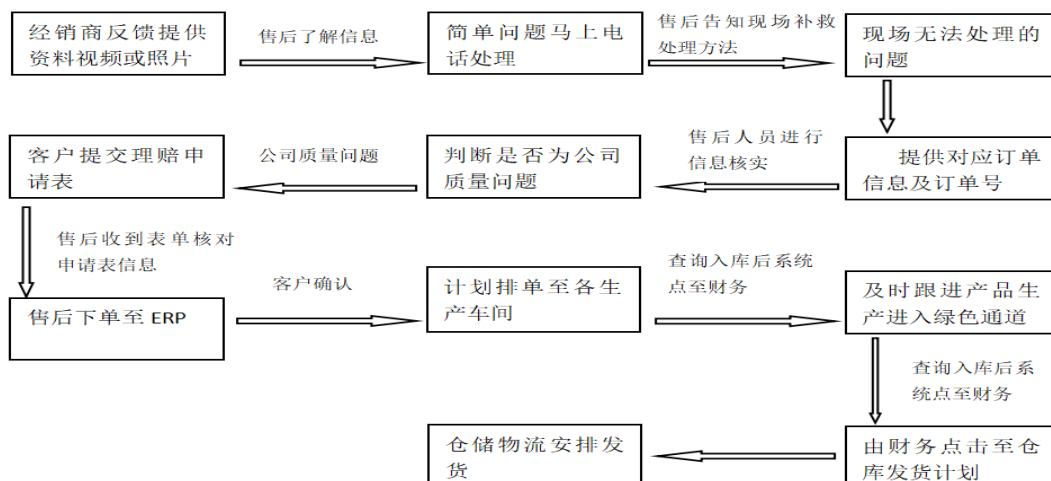 经销商反馈提供
资料视频或照片
售后了解信息
简单问题马上电
话处理
售后告知现场补救
处理方法
现场无法处理的
问题
提供对应订单
信息及订单号
售后人员进行
信息核实
判断是否为公司
质量问题
公司质量问题
客户提交理赔申
请表
售后收到表单核对
申请表信息
售后下单至 ERP
客户确认
计划排单至各生
产车间
查询入库后系统
点至财务
及时跟进产品生
产进入绿色通道
查询入库后系
统点至财务
由财务点击至仓
库发货计划
仓储物流安排发
货